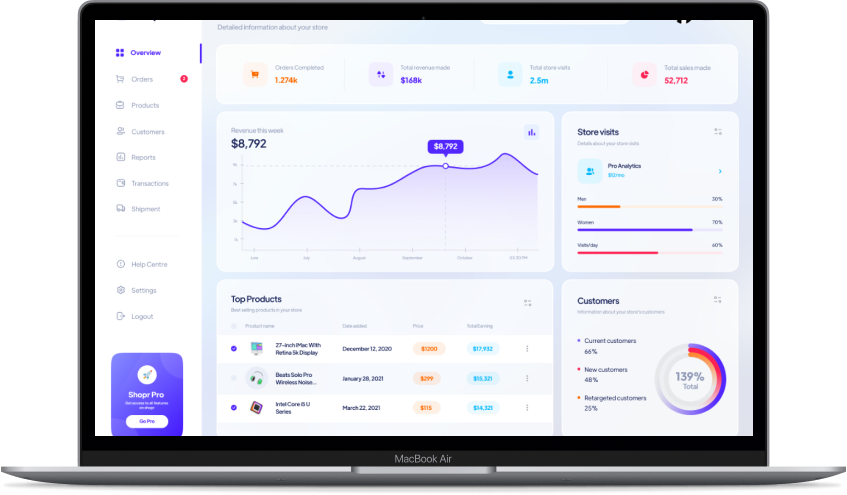 Detailed information about your store
Overview
Orders
2
Products
Customers
Reports
Transactions
Shipment
Help Centre
Settings
Logout
Shopr Pro
Get access to all features
on shopr
Go Pro
Orders Completed
1.274k
Total revenue made
$168k
Total store visits
2.5m
Total sales made
52,712
Revenue this week
$8,792
$8,792
June
July
August
September
October
Store visits
Details about your store visits
Pro Analytics
$12/mo
Men
30%
Women
70%
Visits/day
60%
Top Products
Best selling products in your store
Product name
Date added
Price
Total Earning
27-inch iMac With
Retina 5k Display
December 12, 2020
$1200
$17,932
Beats Solo Pro
Wireless Noise...
January 28, 2021
$299
$15,321
Intel Core i5 U
Series
March 22, 2021
$115
$14,321
Customers
Information about your store's customers
Current customers
66%
New customers
48%
Retargeted customers
25%
139%
Total
MacBook Air